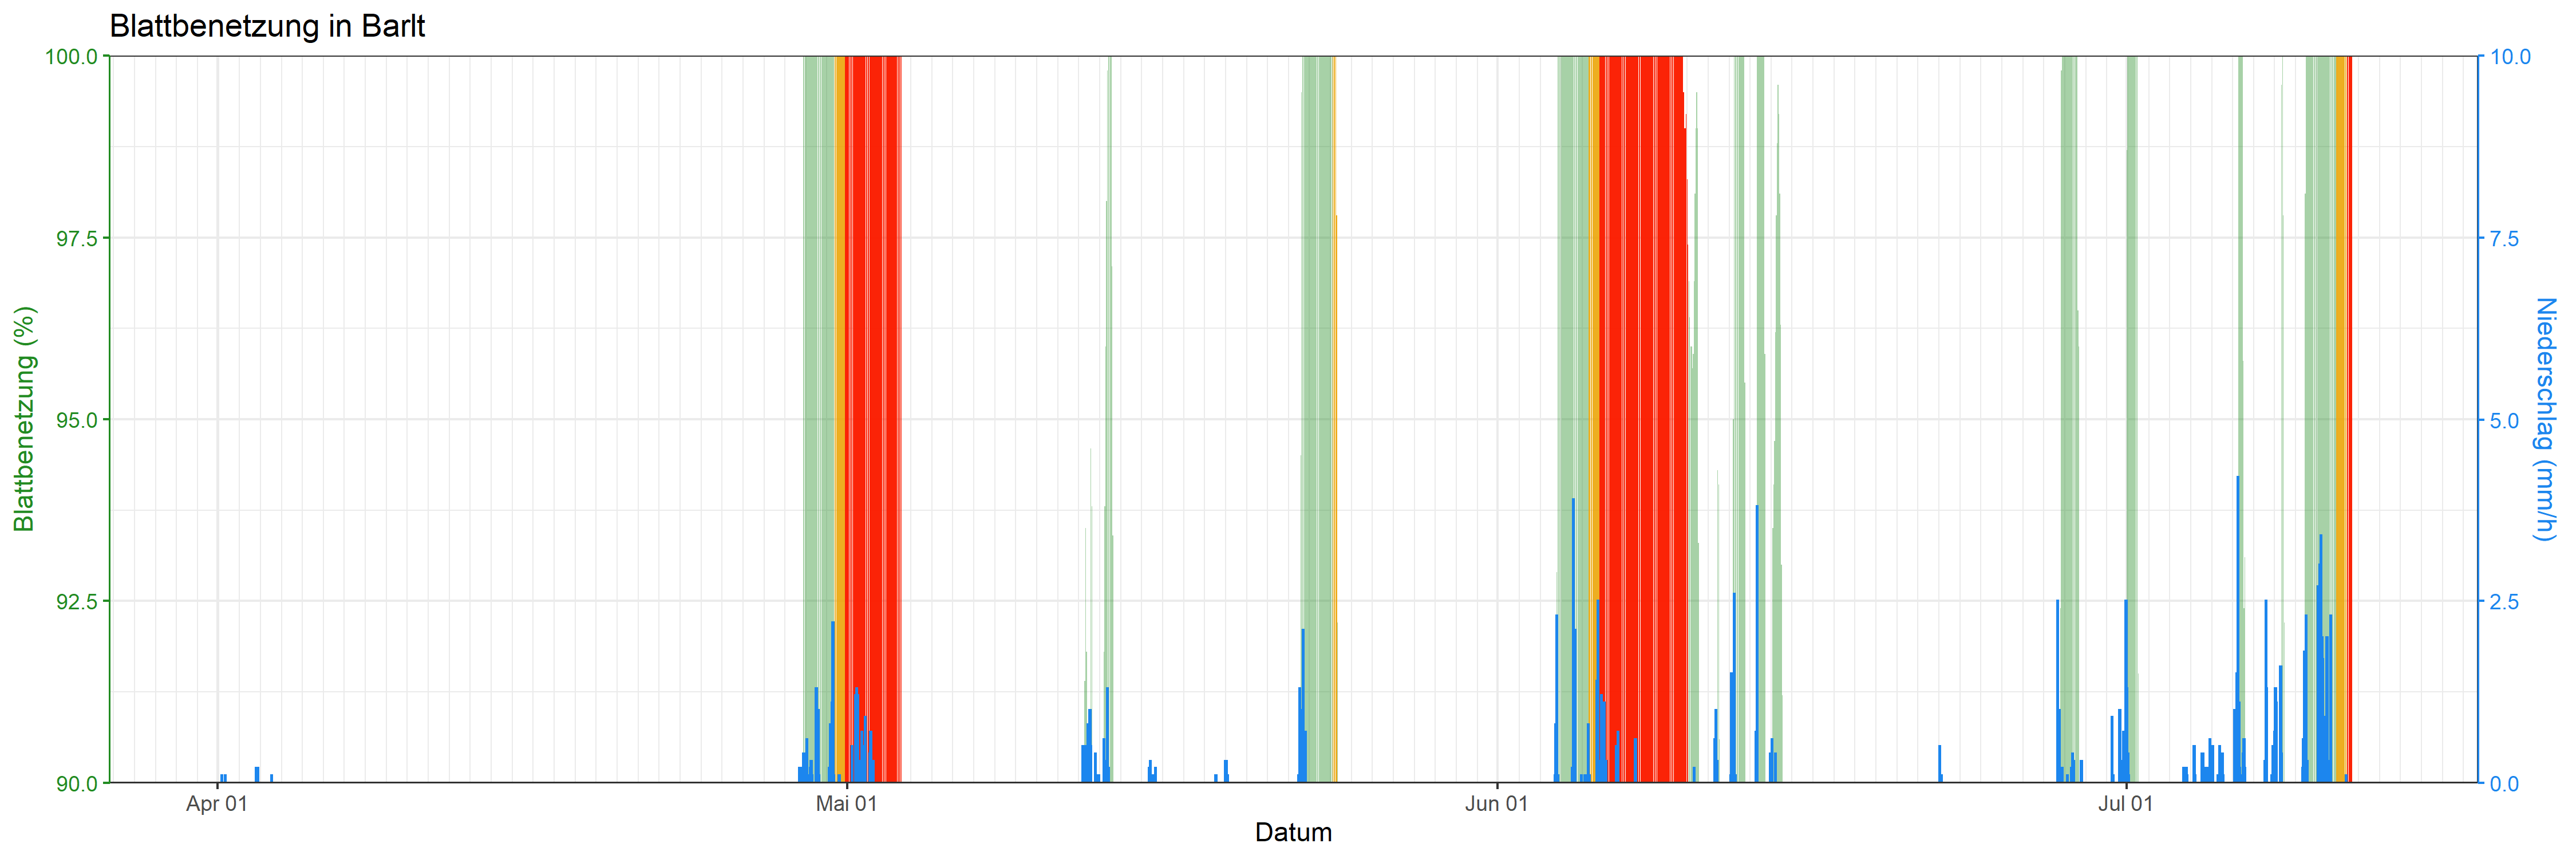 Blattbenetzung in Barlt
100.0
97.5
95.0
92.5
90.0
Blattbenetzung (%)
10.0
7.5
5.0
2.5
0.0
Niederschlag (mm/h)
Apr 01
Mai 01
Jun 01
Jul 01
Datum